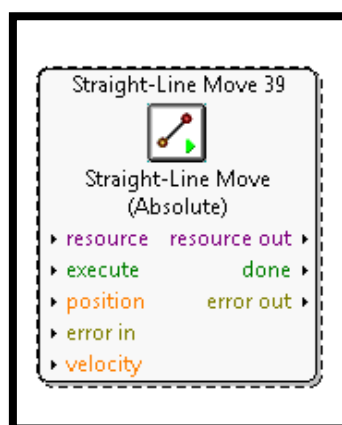 Straight-Line Move 39
Straight-Line Move
(Absolute)
resource resource out
execute done
position error out
error in
velocity